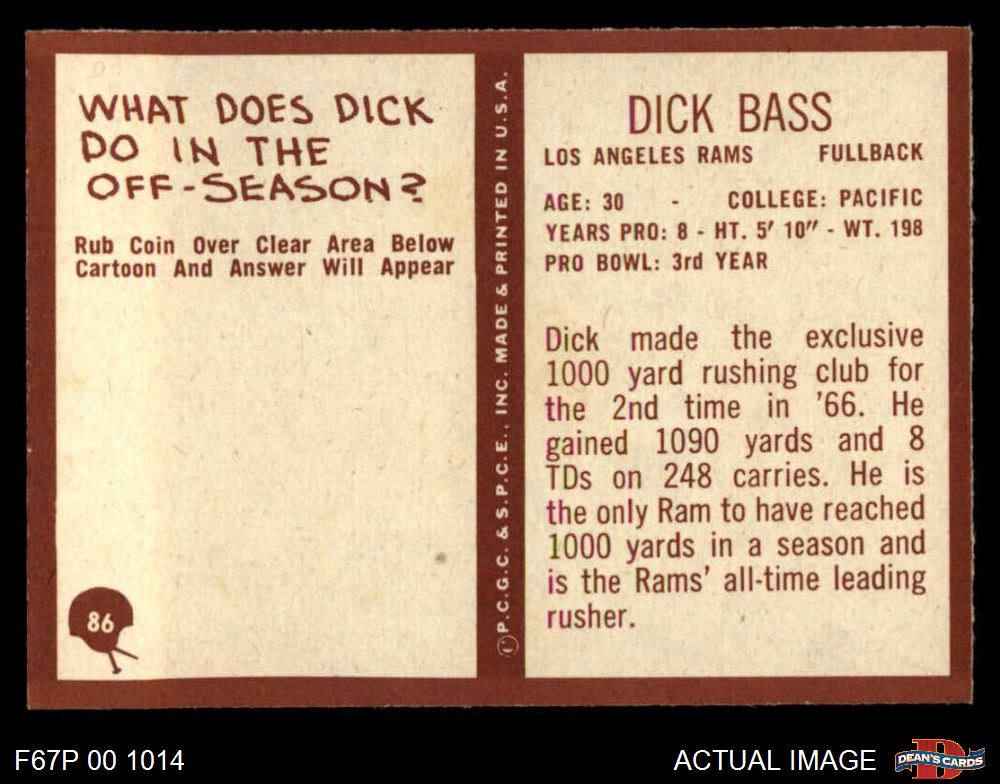 WHAT DOES DICK
DO IN THE
OFF-SEASON?
Rub Coin Over Clear Area Below
Cartoon And Answer Will Appear
86
©P.C.G.C. & S.P.C.E., INC. MADE & PRINTED IN U.S.A.
DICK BASS
LOS ANGELES RAMS FULLBACK
AGE: 30 - COLLEGE: PACIFIC
YEARS PRO: 8 - HT. 5' 10" - WT. 198
PRO BOWL: 3rd YEAR
Dick made the exclusive
1000 yard rushing club for
the 2nd time in '66. He
gained 1090 yards and 8
TDs on 248 carries. He is
the only Ram to have reached
1000 yards in a season and
is the Rams' all-time leading
rusher.
F67P 00 1014
ACTUAL IMAGE
DEAN'S CARDS